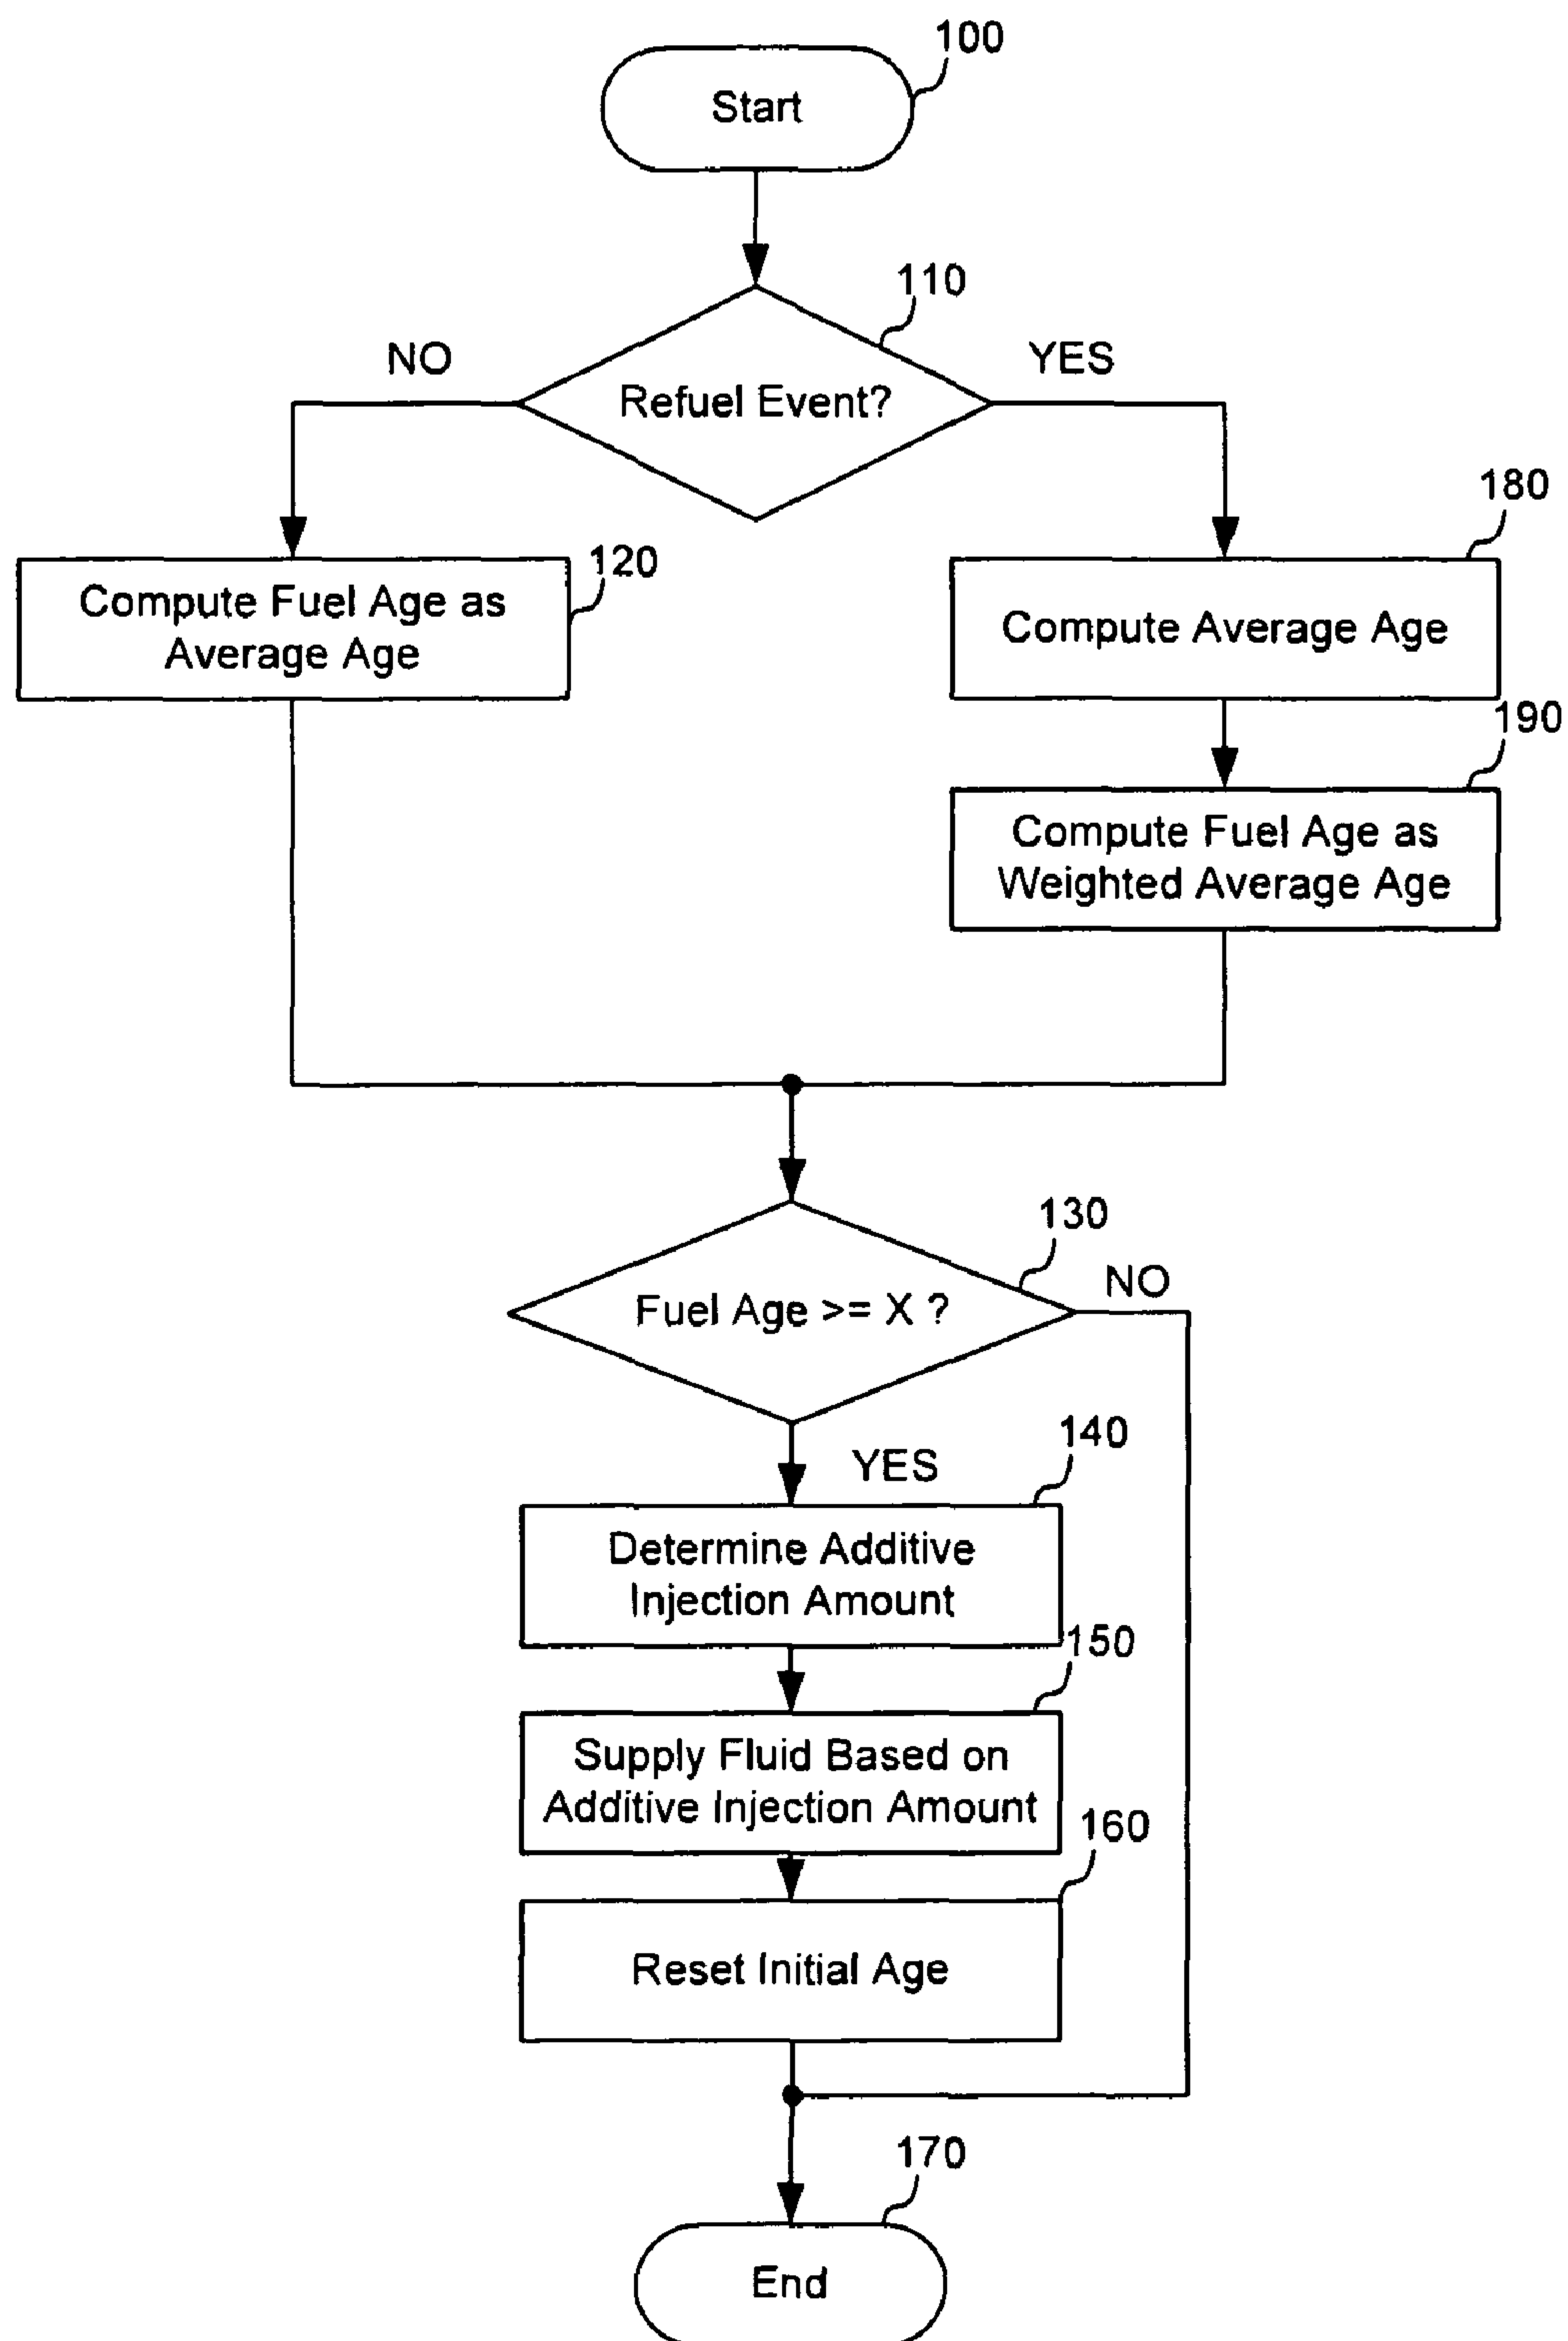 100
Start
110
NO
YES
Refuel Event?
180
120
Compute Fuel Age as
Average Age
Compute Average Age
190
Compute Fuel Age as
Weighted Average Age
130
NO
Fuel Age >= X ?
140
YES
Determine Additive
Injection Amount
150
Supply Fluid Based on
Additive Injection Amount
160
Reset Initial Age
170
End